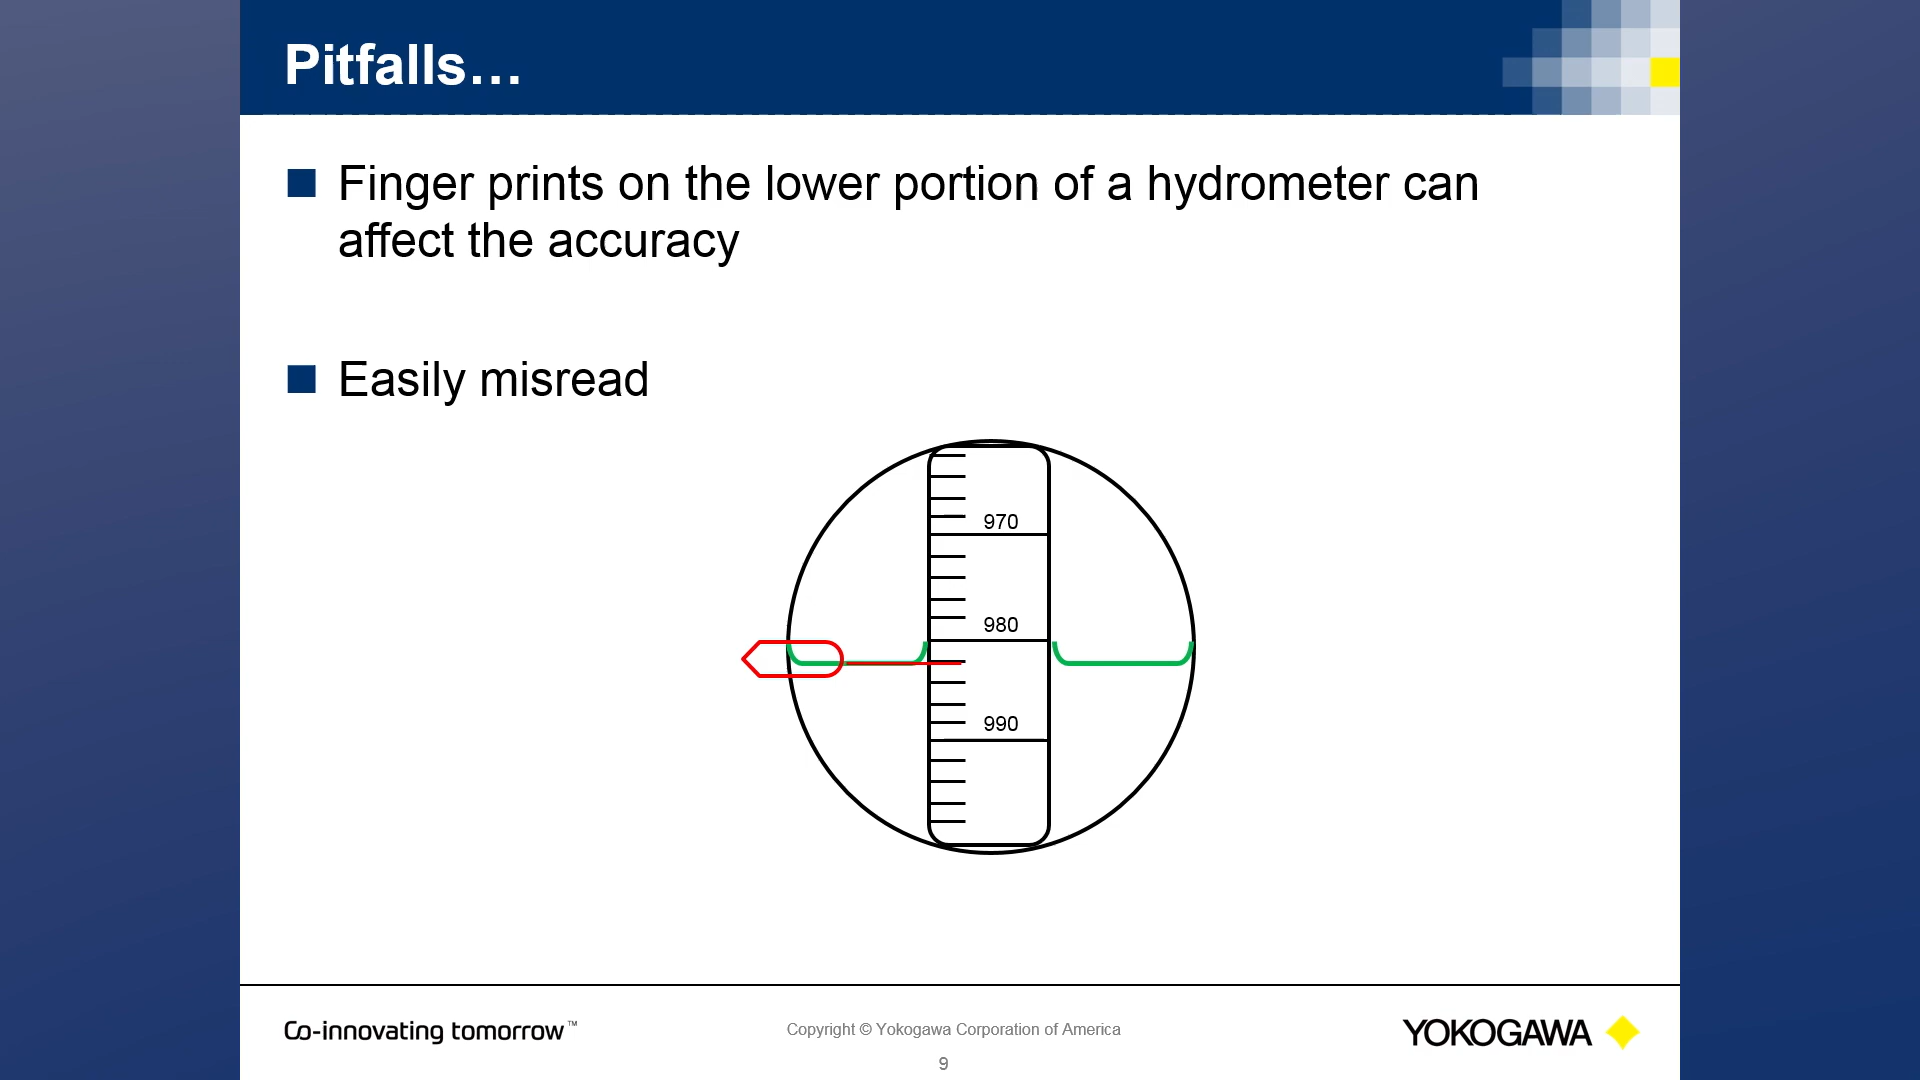 Pitfalls…
Finger prints on the lower portion of a hydrometer can
affect the accuracy
Easily misread
970
980
990
Co-innovating tomorrow™
Copyright © Yokogawa Corporation of America
YOKOGAWA
9